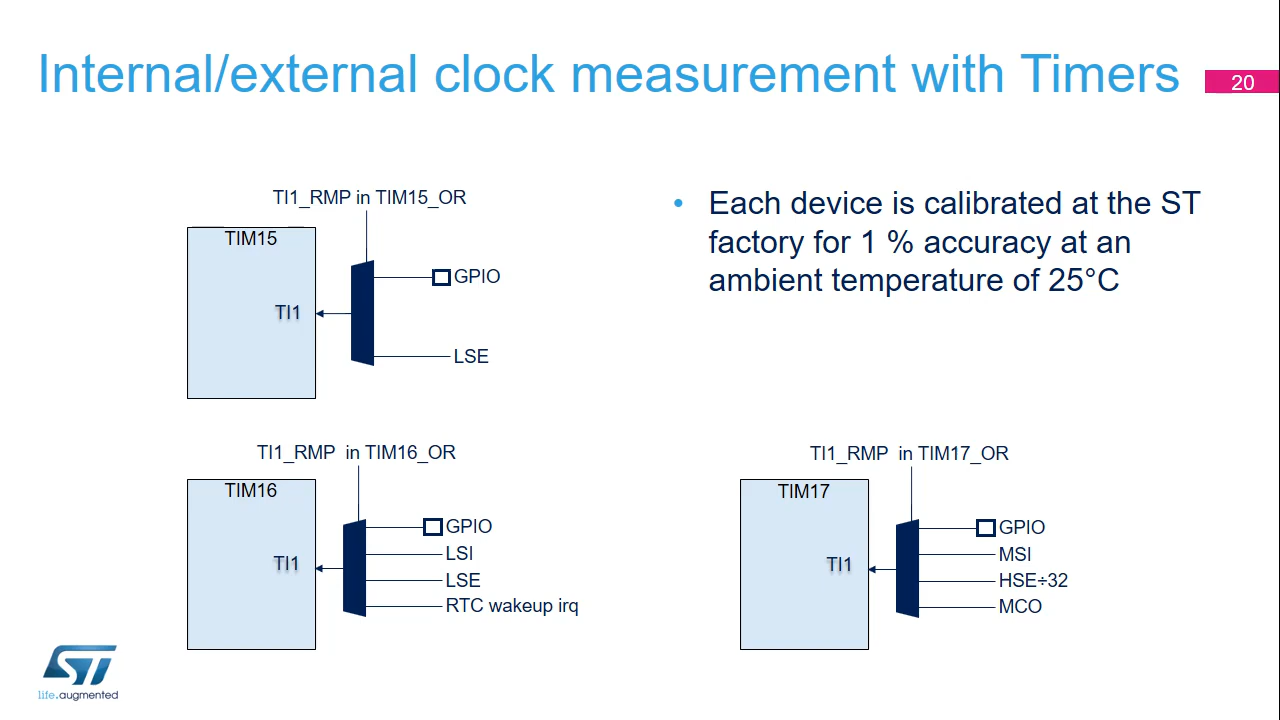 Internal/external clock measurement with Timers
20
TI1_RMP in TIM15_OR
TIM15
GPIO
TI1
LSE
• Each device is calibrated at the ST
factory for 1 % accuracy at an
ambient temperature of 25°C
TI1_RMP in TIM16_OR
TIM16
GPIO
LSI
TI1
LSE
RTC wakeup irq
TI1_RMP in TIM17_OR
TIM17
GPIO
MSI
TI1
HSE÷32
MCO
ST
life.augmented